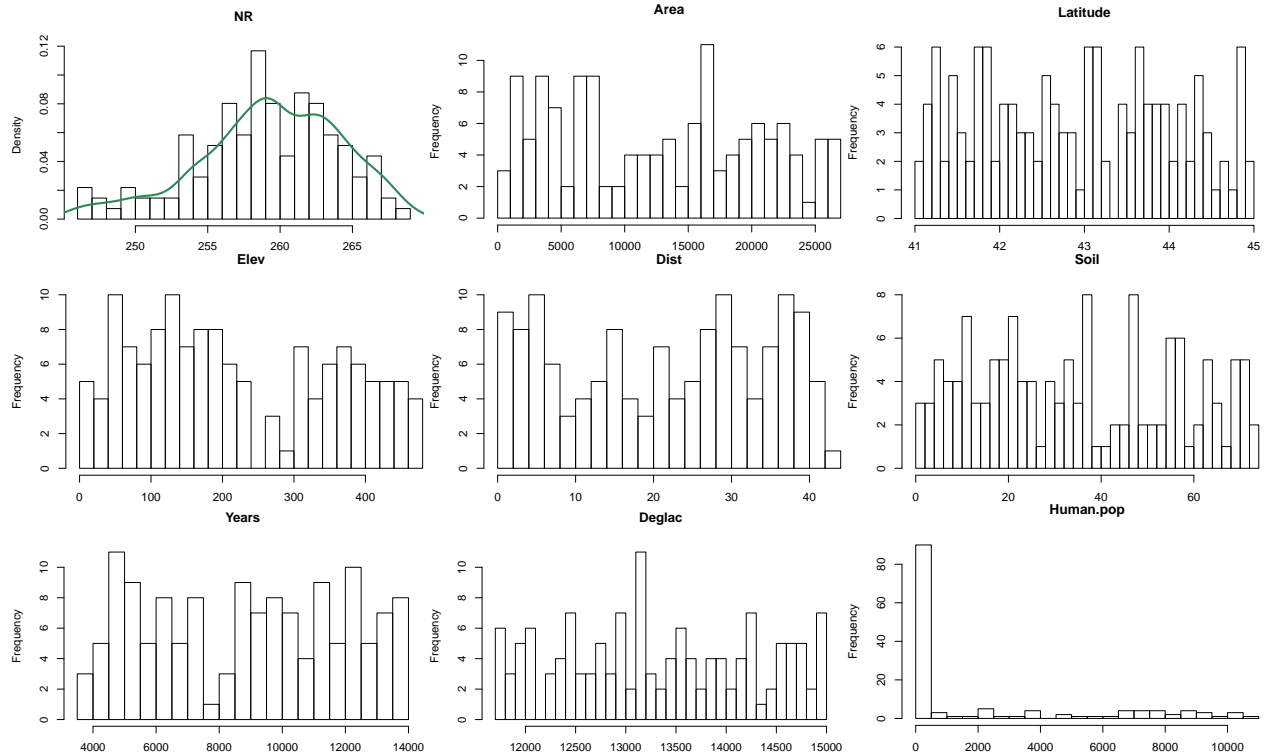 NR
Density
0.00 0.04 0.08 0.12
250 255 260 265
Area
Frequency
0 2 4 6 8 10
0 5000 10000 15000 20000 25000
Latitude
Frequency
0 1 2 3 4 5 6
41 42 43 44 45
Elev
Frequency
0 2 4 6 8 10
0 100 200 300 400
Dist
Frequency
0 2 4 6 8 10
0 10 20 30 40
Soil
Frequency
0 2 4 6 8
0 20 40 60
Years
Frequency
0 2 4 6 8 10
4000 6000 8000 10000 12000 14000
Deglac
Frequency
0 2 4 6 8 10
12000 12500 13000 13500 14000 14500 15000
Human.pop
Frequency
0 20 40 60 80
0 2000 4000 6000 8000 10000